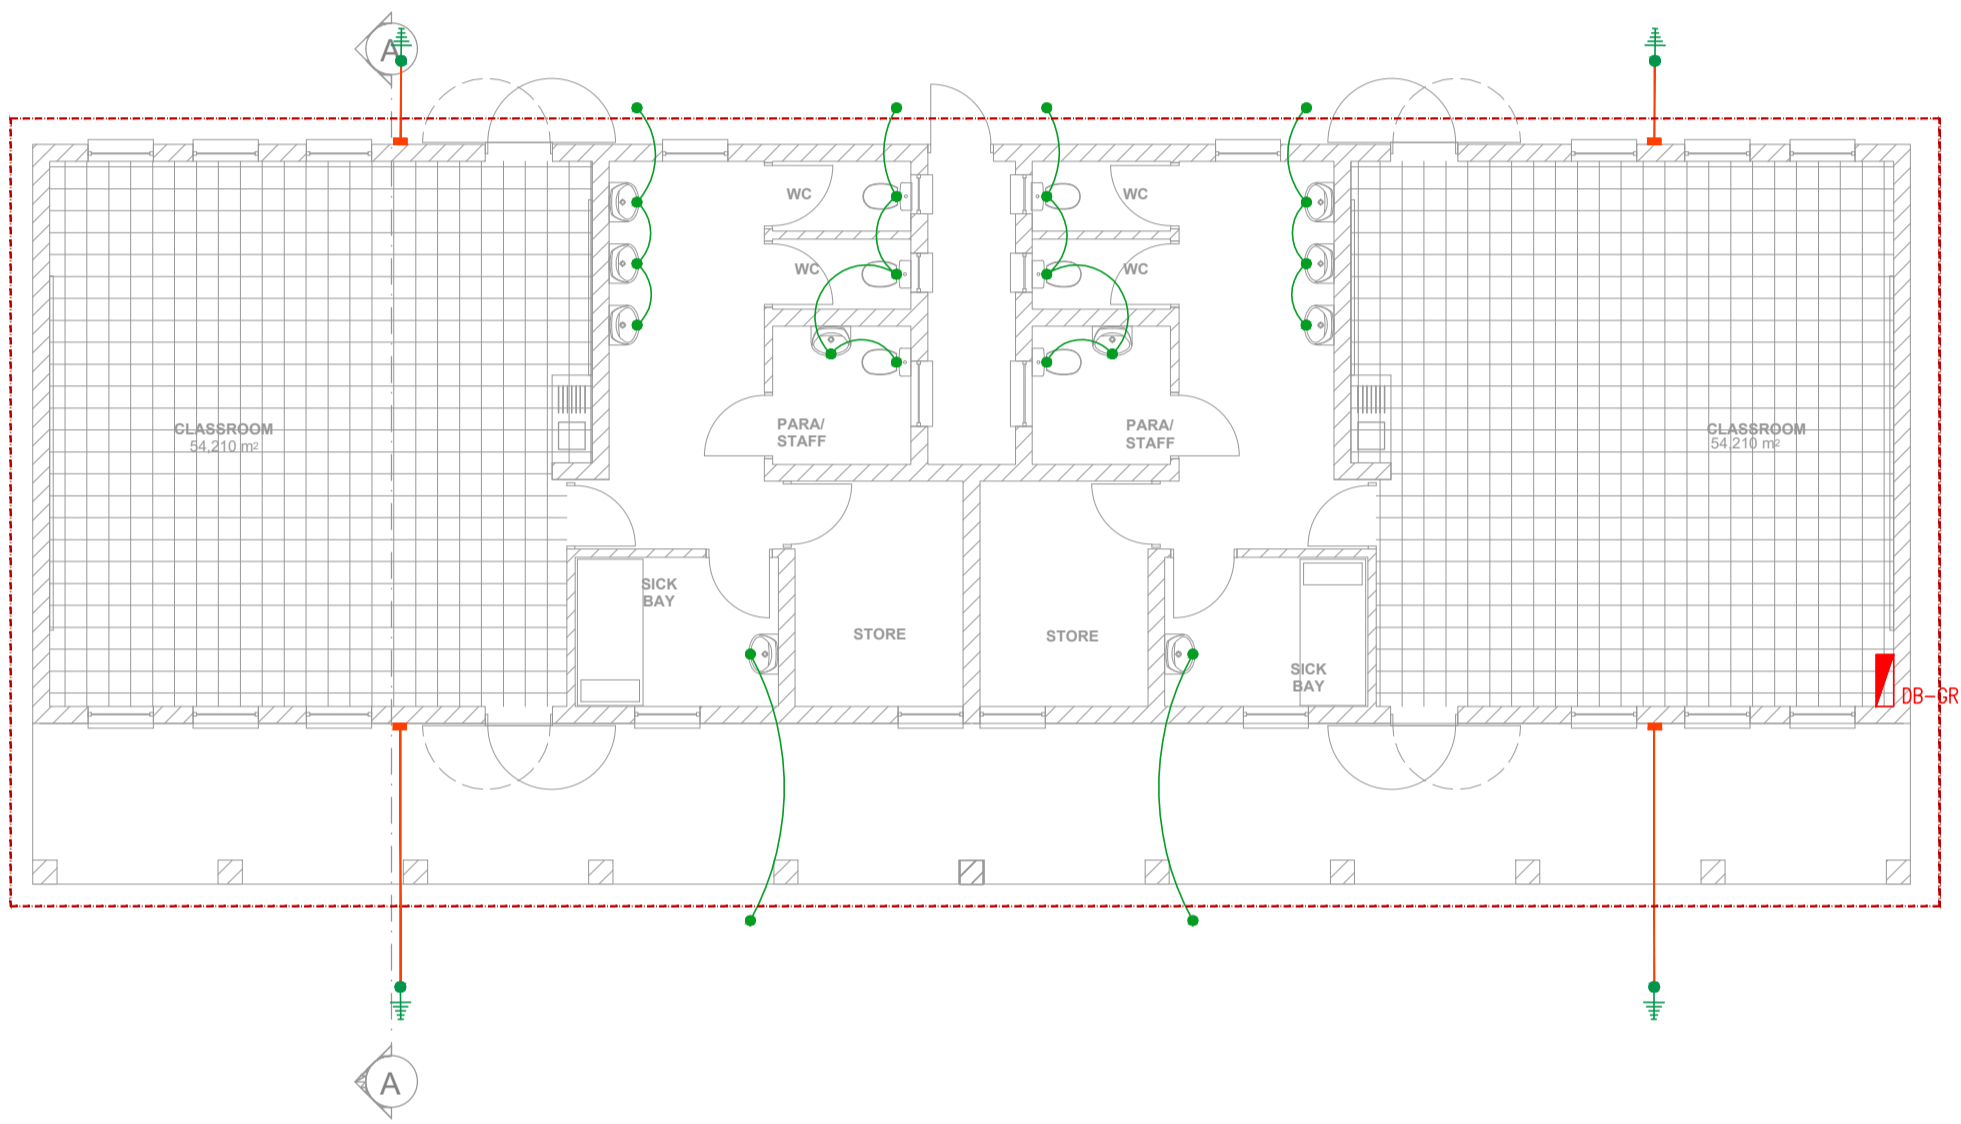 A
WC
WC
WC
WC
CLASSROOM
54,210 m²
PARA/
STAFF
PARA/
STAFF
CLASSROOM
54,210 m²
SICK
BAY
STORE
STORE
SICK
BAY
DB-GR
A